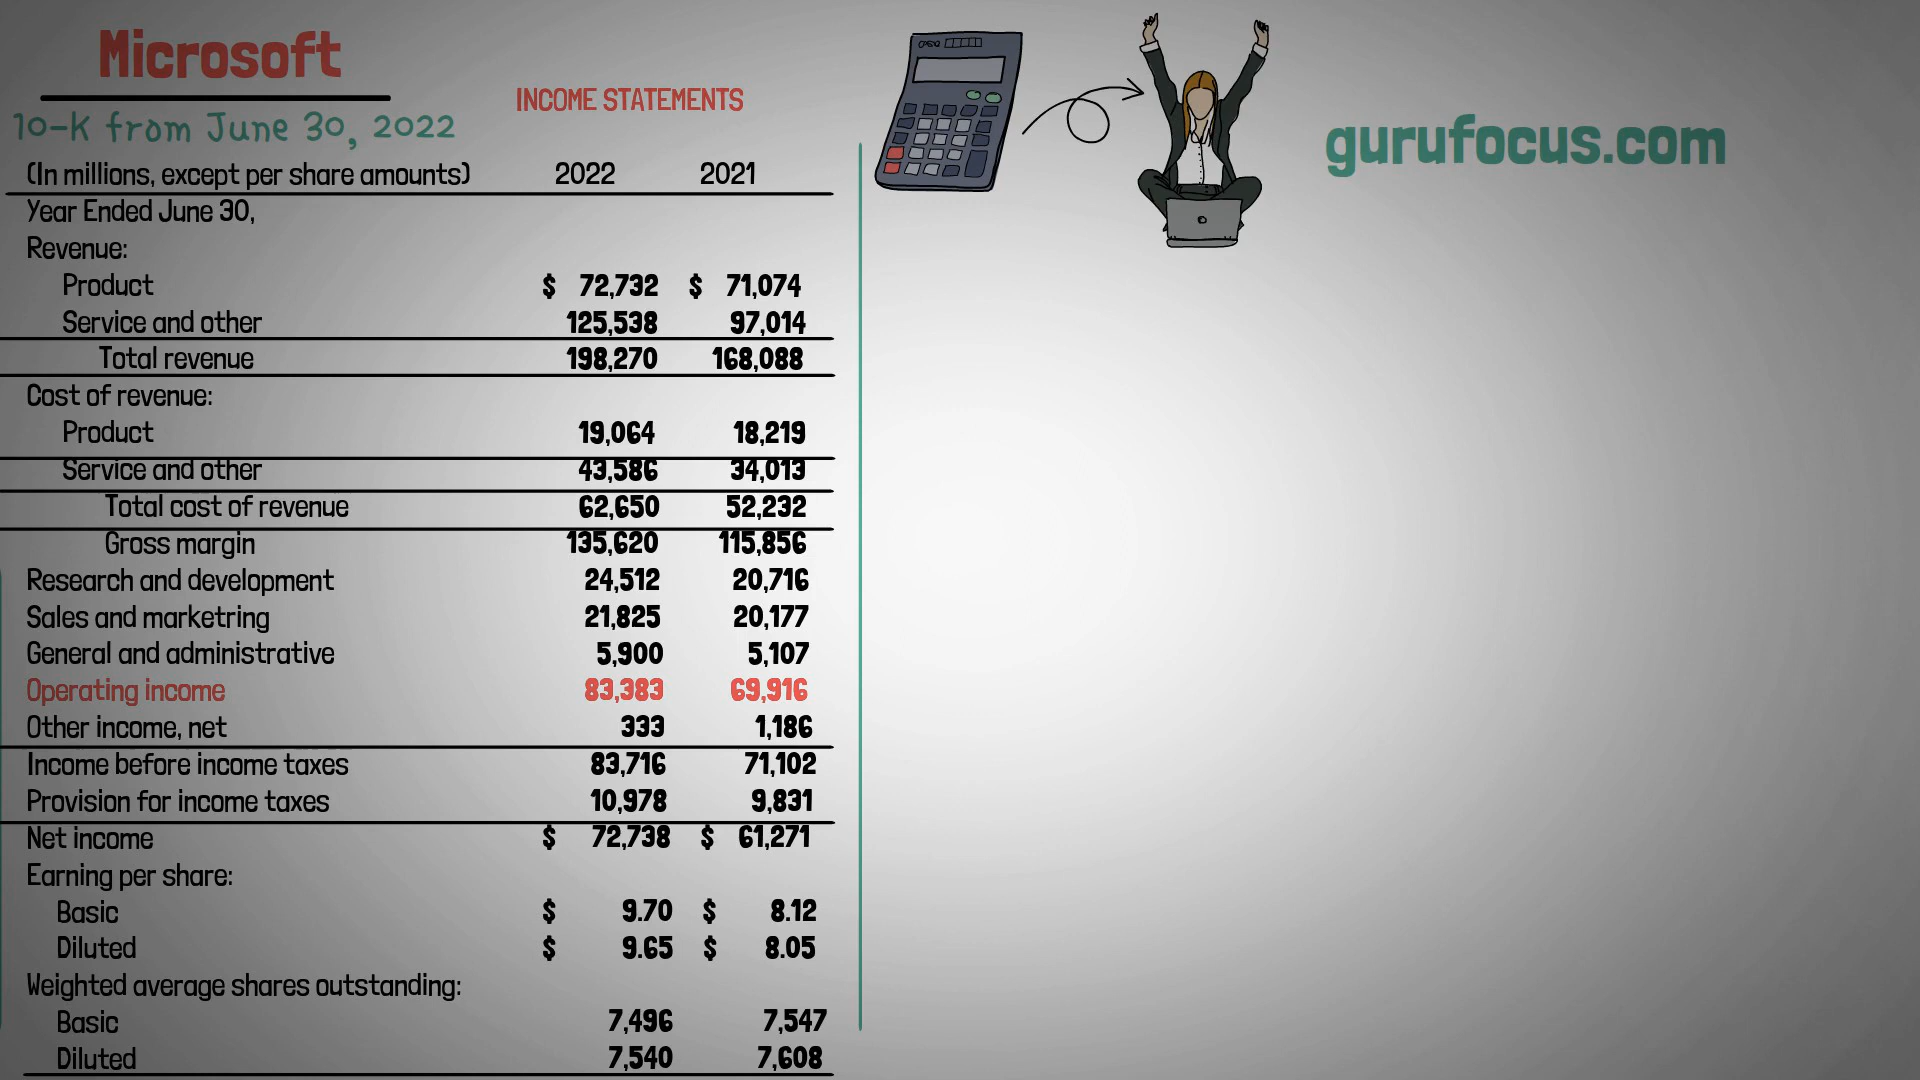 Microsoft
10-K from June 30, 2022
INCOME STATEMENTS
gurufocus.com
(In millions, except per share amounts) 2022 2021
Year Ended June 30,
Revenue:
Product $ 72,732 $ 71,074
Service and other 125,538 97,014
Total revenue 198,270 168,088
Cost of revenue:
Product 19,064 18,219
Service and other 43,586 34,013
Total cost of revenue 62,650 52,232
Gross margin 135,620 115,856
Research and development 24,512 20,716
Sales and marketring 21,825 20,177
General and administrative 5,900 5,107
Operating income 83,383 69,916
Other income, net 333 1,186
Income before income taxes 83,716 71,102
Provision for income taxes 10,978 9,831
Net income $ 72,738 $ 61,271
Earning per share:
Basic $ 9.70 $ 8.12
Diluted $ 9.65 $ 8.05
Weighted average shares outstanding:
Basic 7,496 7,547
Diluted 7,540 7,608